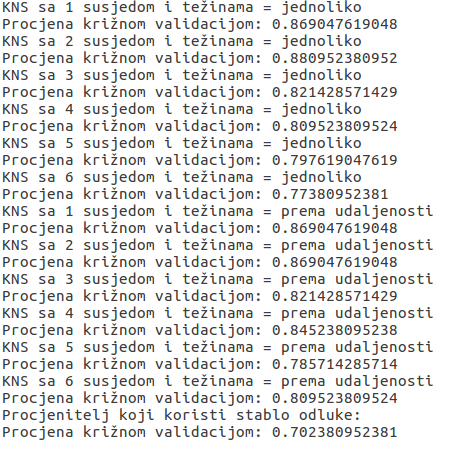 KNS sa 1 susjedom i težinama = jednoliko
Procjena križnom validacijom: 0.869047619048
KNS sa 2 susjedom i težinama = jednoliko
Procjena križnom validacijom: 0.880952380952
KNS sa 3 susjedom i težinama = jednoliko
Procjena križnom validacijom: 0.821428571429
KNS sa 4 susjedom i težinama = jednoliko
Procjena križnom validacijom: 0.809523809524
KNS sa 5 susjedom i težinama = jednoliko
Procjena križnom validacijom: 0.797619047619
KNS sa 6 susjedom i težinama = jednoliko
Procjena križnom validacijom: 0.77380952381
KNS sa 1 susjedom i težinama = prema udaljenosti
Procjena križnom validacijom: 0.869047619048
KNS sa 2 susjedom i težinama = prema udaljenosti
Procjena križnom validacijom: 0.869047619048
KNS sa 3 susjedom i težinama = prema udaljenosti
Procjena križnom validacijom: 0.821428571429
KNS sa 4 susjedom i težinama = prema udaljenosti
Procjena križnom validacijom: 0.845238095238
KNS sa 5 susjedom i težinama = prema udaljenosti
Procjena križnom validacijom: 0.785714285714
KNS sa 6 susjedom i težinama = prema udaljenosti
Procjena križnom validacijom: 0.809523809524
Procjenitelj koji koristi stablo odluke:
Procjena križnom validacijom: 0.702380952381